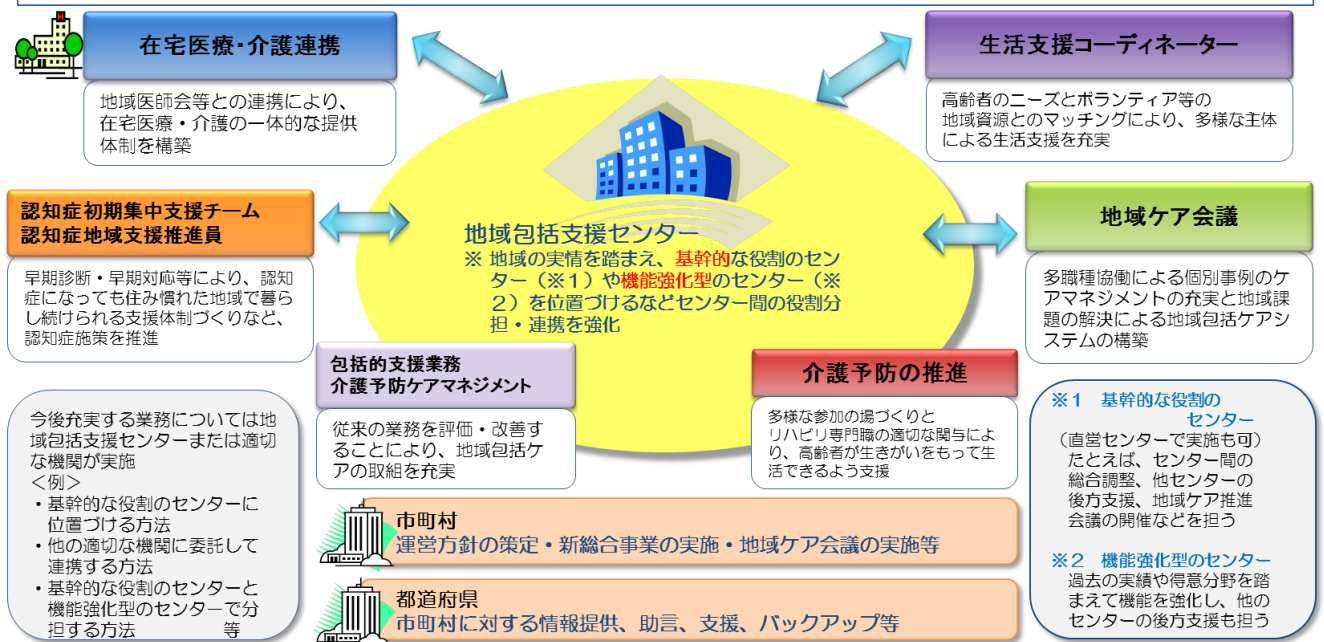 在宅医療・介護連携
地域医師会等との連携により、
在宅医療・介護の一体的な提供
体制を構築
生活支援コーディネーター
高齢者のニーズとボランティア等の
地域資源とのマッチングにより、多様な主体
による生活支援を充実
認知症初期集中支援チーム
認知症地域支援推進員
早期診断・早期対応等により、認知
症になっても住み慣れた地域で暮ら
し続けられる支援体制づくりなど、
認知症施策を推進
地域包括支援センター
※ 地域の実情を踏まえ、基幹的な役割のセン
ター（※１）や機能強化型のセンター（※
２）を位置づけるなどセンター間の役割分
担・連携を強化
地域ケア会議
多職種協働による個別事例のケ
アマネジメントの充実と地域課
題の解決による地域包括ケアシ
ステムの構築
包括的支援業務
介護予防ケアマネジメント
従来の業務を評価・改善す
ることにより、地域包括ケ
アの取組を充実
介護予防の推進
多様な参加の場づくりと
リハビリ専門職の適切な関与によ
り、高齢者が生きがいをもって生
活できるよう支援
今後充実する業務については地
域包括支援センターまたは適切
な機関が実施
＜例＞
・基幹的な役割のセンターに
位置づける方法
・他の適切な機関に委託して
連携する方法
・基幹的な役割のセンターと
機能強化型のセンターで分
担する方法　　　　等
市町村
運営方針の策定・新総合事業の実施・地域ケア会議の実施等
都道府県
市町村に対する情報提供、助言、支援、バックアップ等
※１　基幹的な役割の
センター
（直営センターで実施も可）
たとえば、センター間の
総合調整、他センターの
後方支援、地域ケア推進
会議の開催などを担う
※２　機能強化型のセンター
過去の実績や得意分野を踏
まえて機能を強化し、他の
センターの後方支援も担う